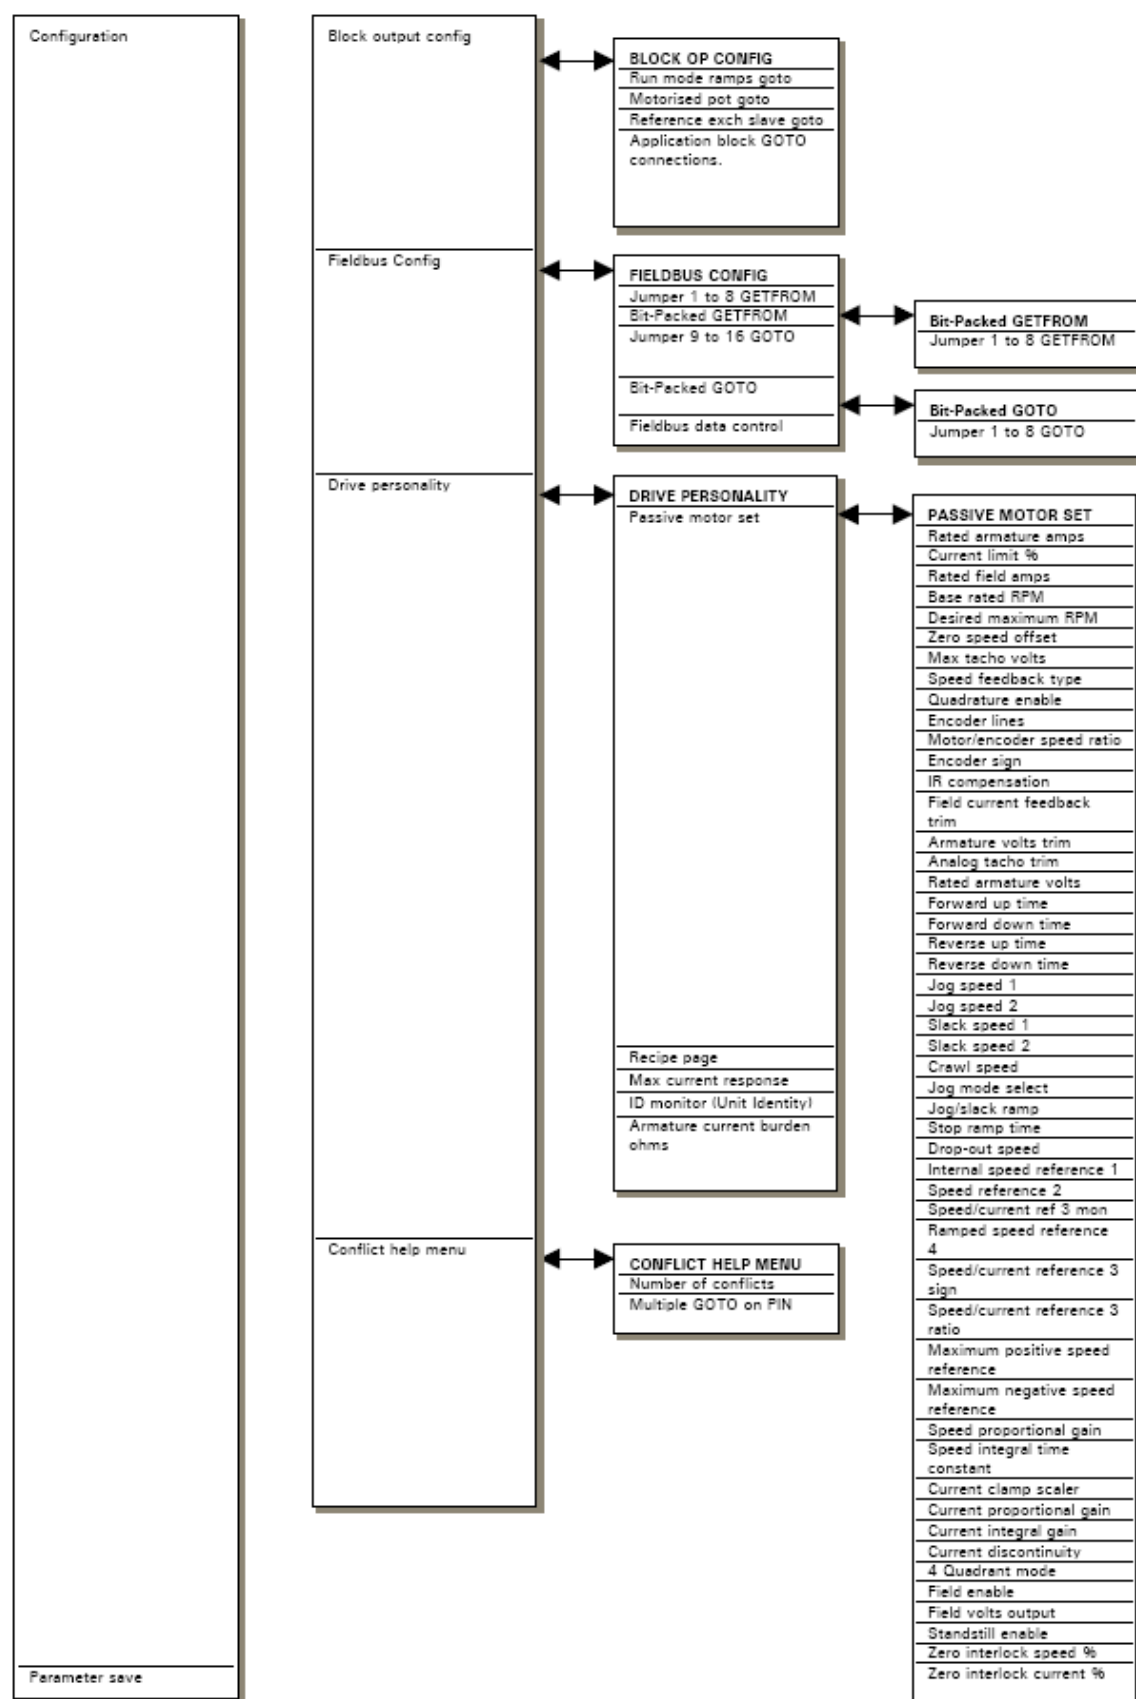 Configuration
Parameter save
Block output config
Fieldbus Config
Drive personality
Conflict help menu
BLOCK OP CONFIG
Run mode ramps goto
Motorised pot goto
Reference exch slave goto
Application block GOTO
connections.
FIELDBUS CONFIG
Jumper 1 to 8 GETFROM
Bit-Packed GETFROM
Jumper 9 to 16 GOTO
Bit-Packed GOTO
Fieldbus data control
Bit-Packed GETFROM
Jumper 1 to 8 GETFROM
Bit-Packed GOTO
Jumper 1 to 8 GOTO
DRIVE PERSONALITY
Passive motor set
Recipe page
Max current response
ID monitor (Unit Identity)
Armature current burden
ohms
CONFLICT HELP MENU
Number of conflicts
Multiple GOTO on PIN
PASSIVE MOTOR SET
Rated armature amps
Current limit %
Rated field amps
Base rated RPM
Desired maximum RPM
Zero speed offset
Max tacho volts
Speed feedback type
Quadrature enable
Encoder lines
Motor/encoder speed ratio
Encoder sign
IR compensation
Field current feedback
trim
Armature volts trim
Analog tacho trim
Rated armature volts
Forward up time
Forward down time
Reverse up time
Reverse down time
Jog speed 1
Jog speed 2
Slack speed 1
Slack speed 2
Crawl speed
Jog mode select
Jog/slack ramp
Stop ramp time
Drop-out speed
Internal speed reference 1
Speed reference 2
Speed/current ref 3 mon
Ramped speed reference
4
Speed/current reference 3
sign
Speed/current reference 3
ratio
Maximum positive speed
reference
Maximum negative speed
reference
Speed proportional gain
Speed integral time
constant
Current clamp scaler
Current proportional gain
Current integral gain
Current discontinuity
4 Quadrant mode
Field enable
Field volts output
Standstill enable
Zero interlock speed %
Zero interlock current %